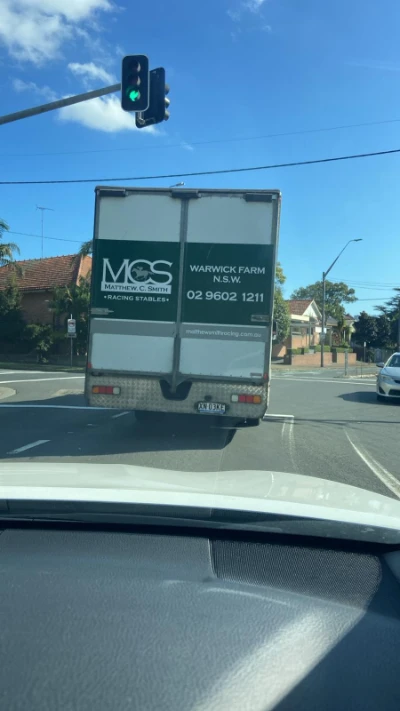 MCS
MATTHEW. C. SMITH
• RACING STABLES •
WARWICK FARM
N.S.W.
02 9602 1211